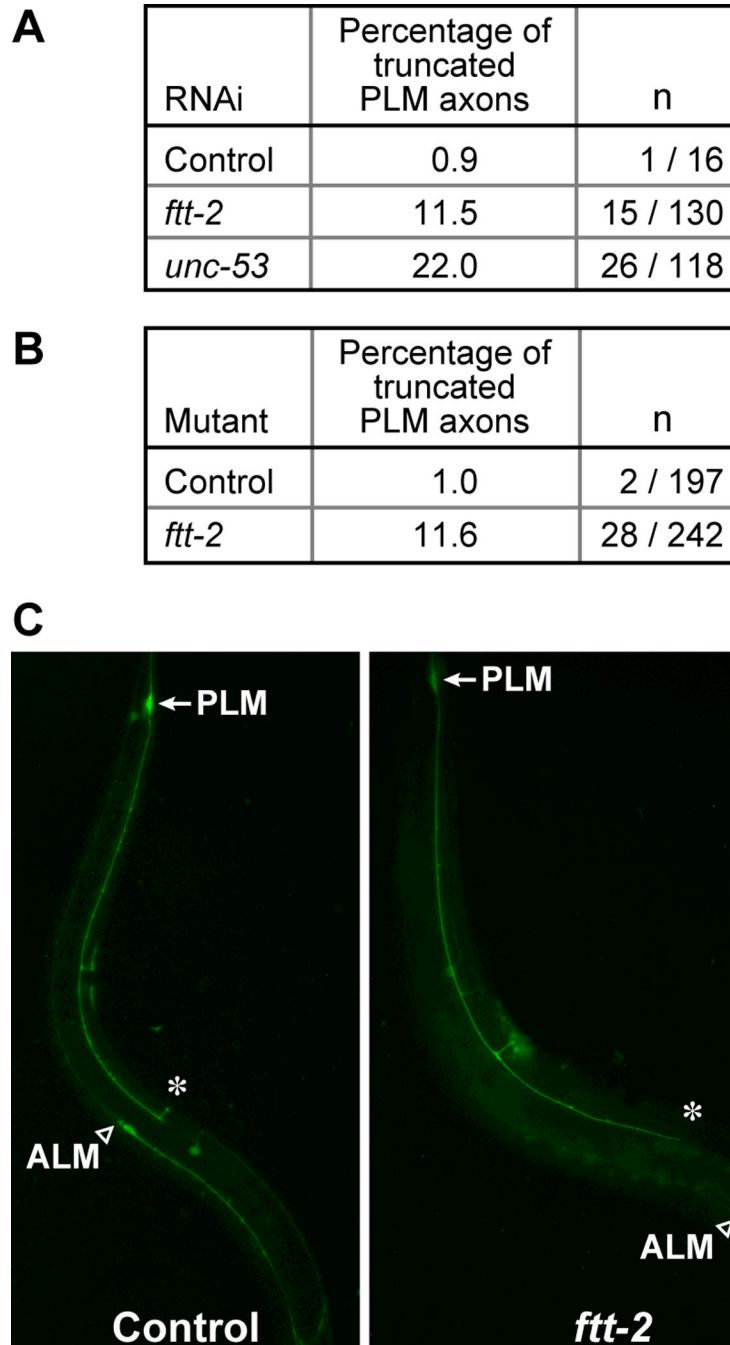 A
RNAi Percentage of truncated PLM axons n
Control 0.9 1 / 16
ftt-2 11.5 15 / 130
unc-53 22.0 26 / 118
B
Mutant Percentage of truncated PLM axons n
Control 1.0 2 / 197
ftt-2 11.6 28 / 242
C
PLM
*
ALM
Control
PLM
*
ALM
ftt-2